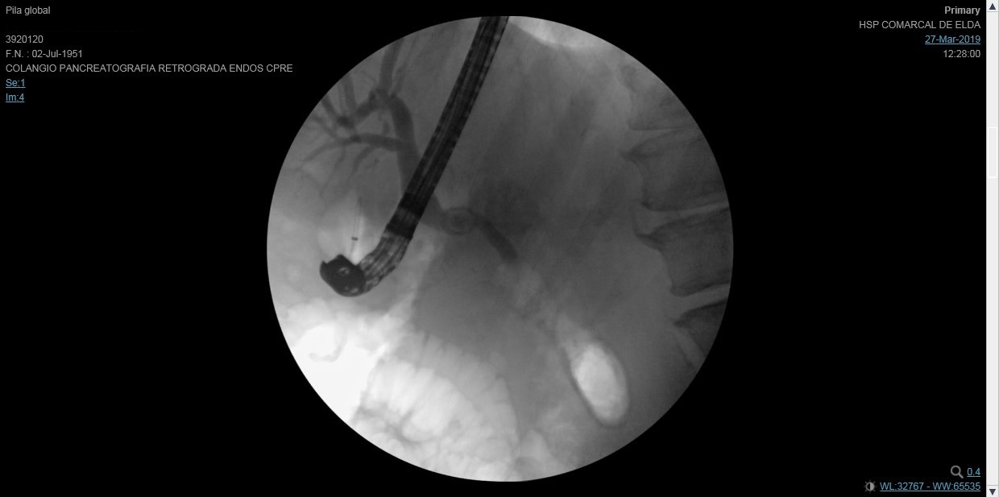 Pila global
3920120
F.N. : 02-Jul-1951
COLANGIO PANCREATOGRAFIA RETROGRADA ENDOS CPRE
Se:1
Im:4
Primary
HSP COMARCAL DE ELDA
27-Mar-2019
12:28:00
0.4
WL:32767 - WW:65535